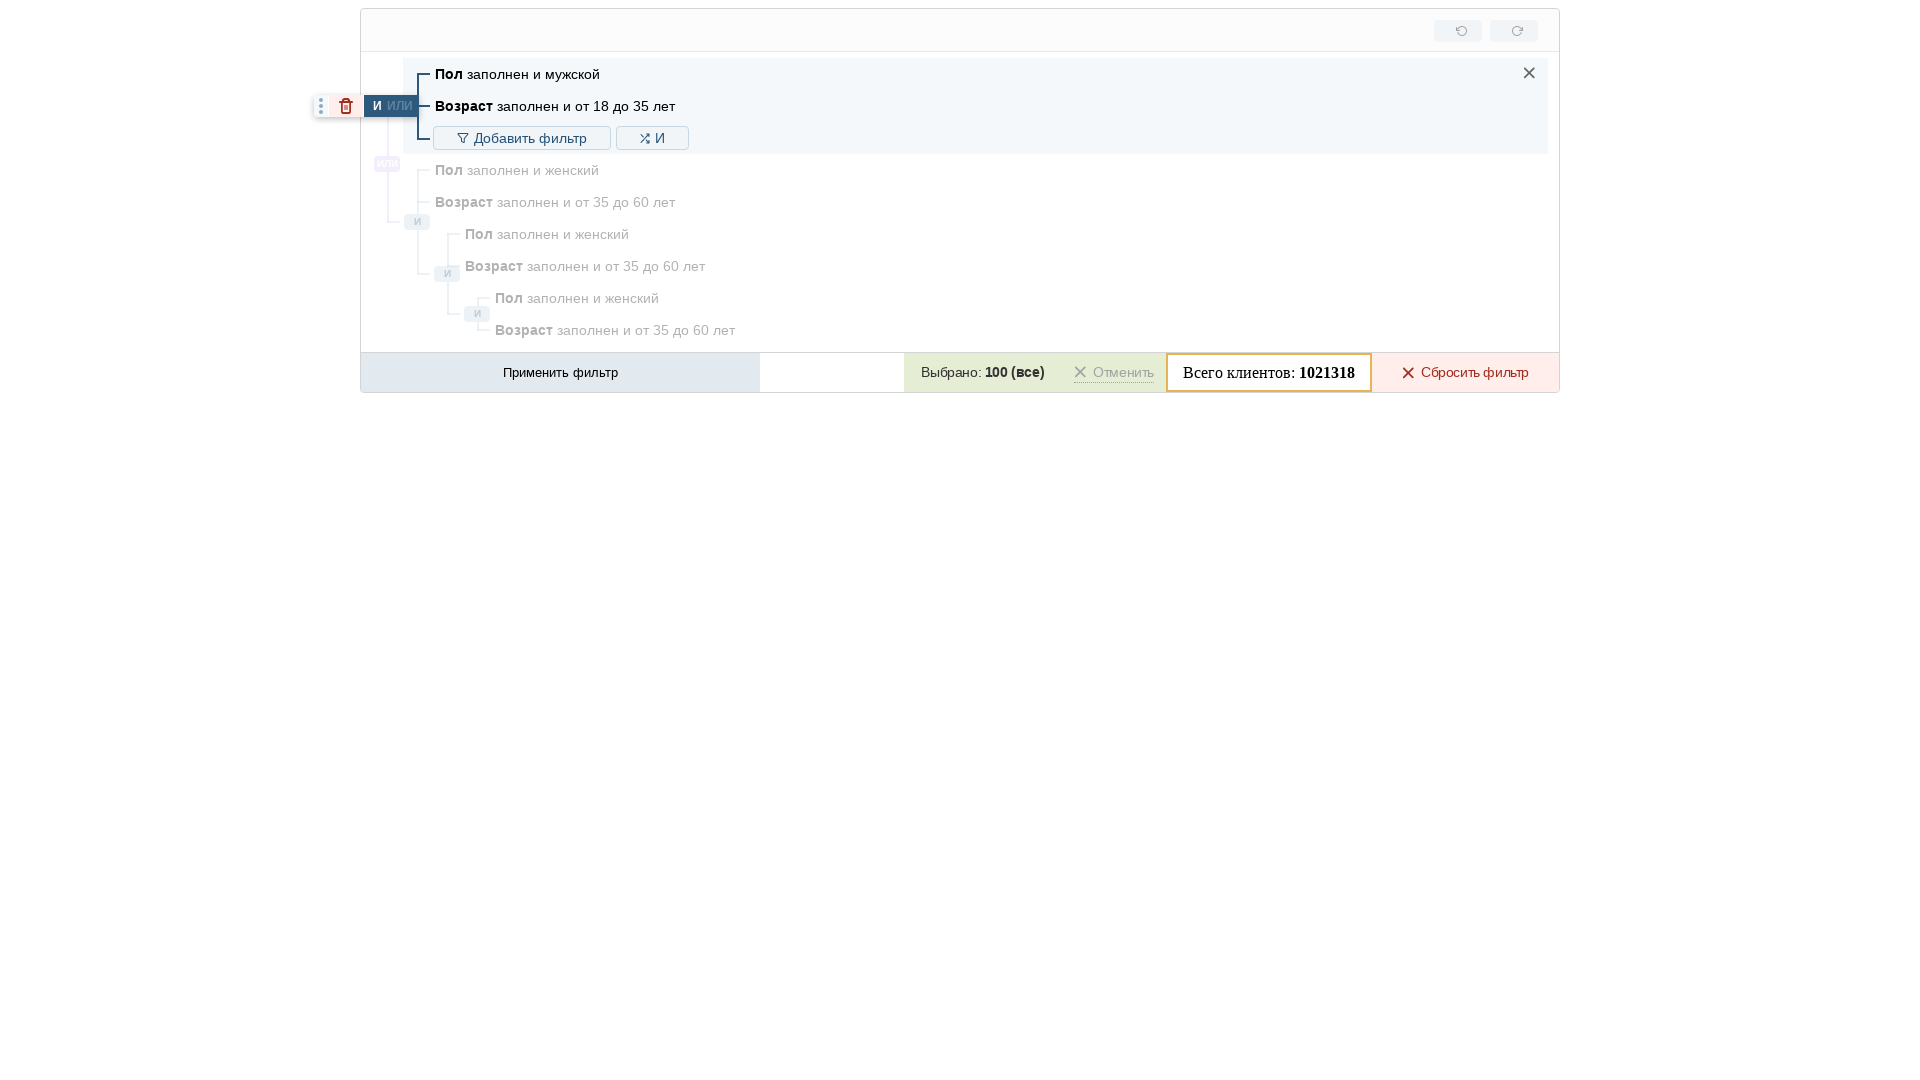 Пол заполнен и мужской
И ИЛИ Возраст заполнен и от 18 до 35 лет
Добавить фильтр И
ИЛИ
Пол заполнен и женский
Возраст заполнен и от 35 до 60 лет
И
Пол заполнен и женский
Возраст заполнен и от 35 до 60 лет
И
Пол заполнен и женский
И
Возраст заполнен и от 35 до 60 лет
Применить фильтр Выбрано: 100 (все) Отменить Всего клиентов: 1021318 Сбросить фильтр